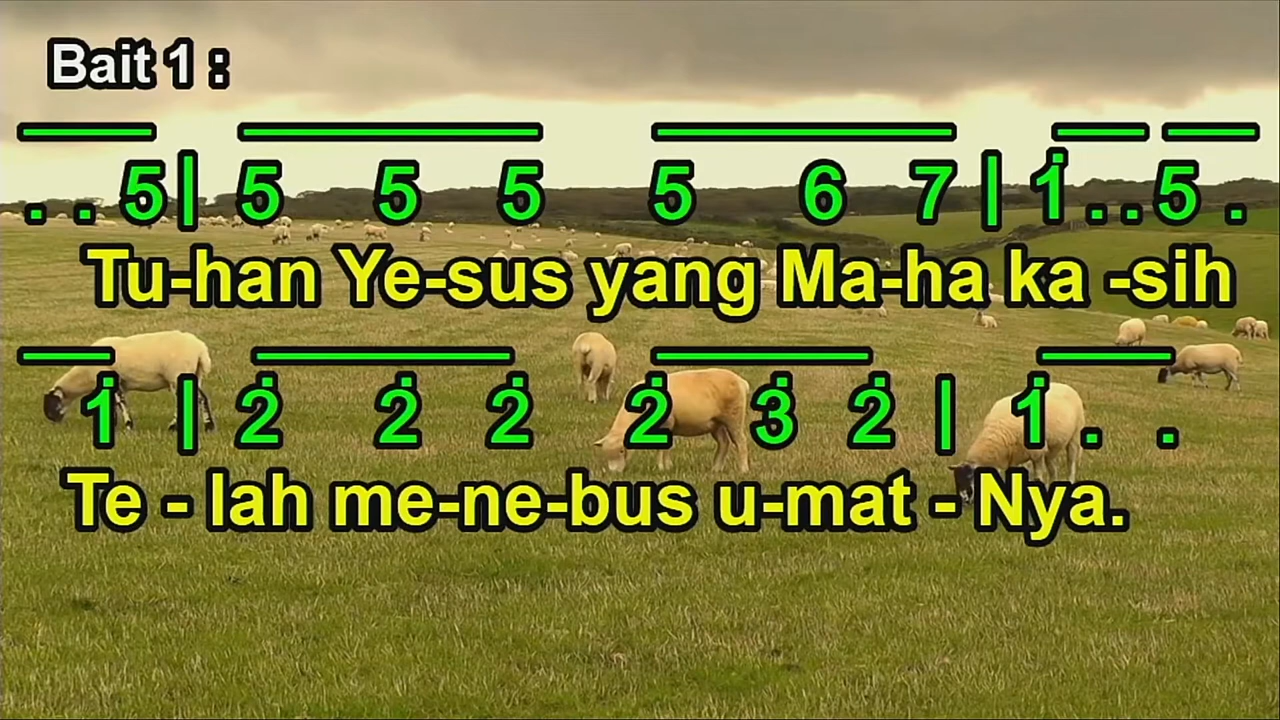 Bait 1 :
. . 5 | 5 5 5 5 6 7 | 1̇ . . 5 .
Tu-han Ye-sus yang Ma-ha ka -sih
1̇ | 2̇ 2̇ 2̇ 2̇ 3̇ 2̇ | 1̇ . .
Te - lah me-ne-bus u-mat - Nya.